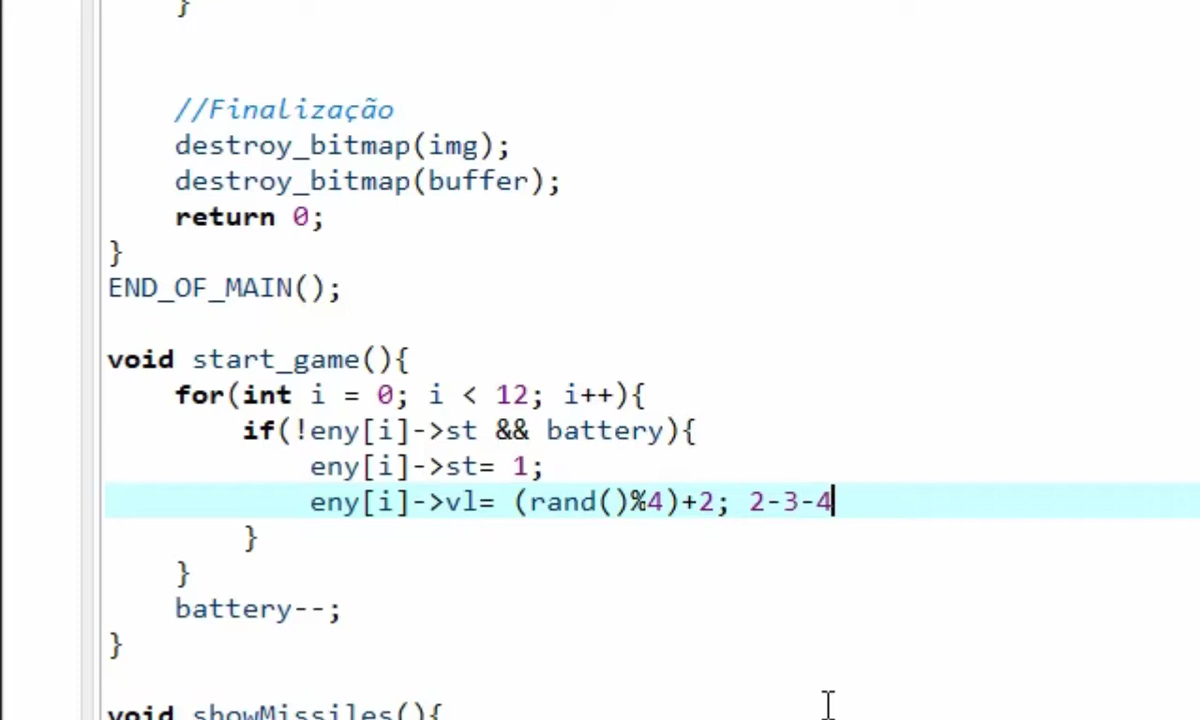 }
//Finalização
destroy_bitmap(img);
destroy_bitmap(buffer);
return 0;
}
END_OF_MAIN();
void start_game(){
for(int i = 0; i < 12; i++){
if(!eny[i]->st && battery){
eny[i]->st= 1;
eny[i]->vl= (rand()%4)+2; 2-3-4
}
}
battery--;
}
void showMissiles(){